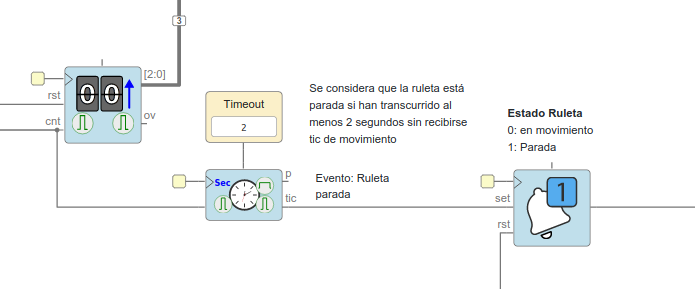 3
[2:0]
00
rst
cnt
ov
Timeout
2
Se considera que la ruleta está
parada si han transcurrido al
menos 2 segundos sin recibirse
tic de movimiento
Estado Ruleta
0: en movimiento
1: Parada
Sec
p
tic
Evento: Ruleta
parada
1
set
rst